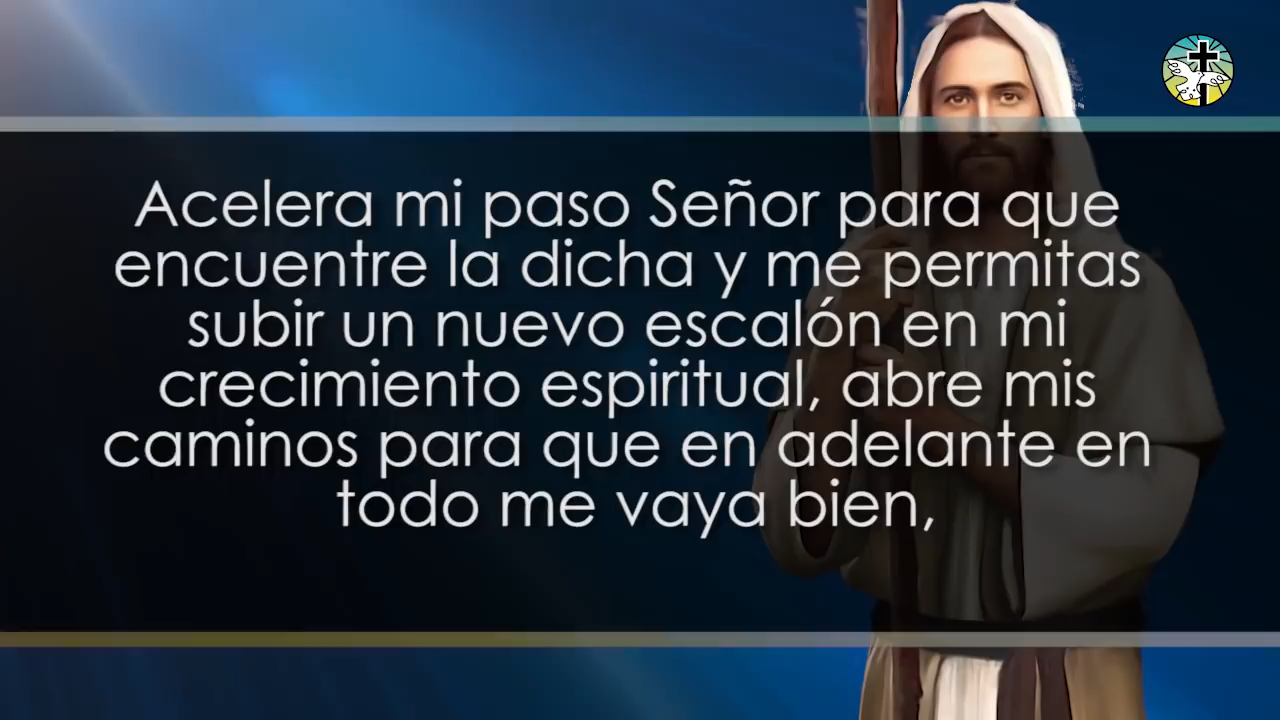 Acelera mi paso Señor para que
encuentre la dicha y me permitas
subir un nuevo escalón en mi
crecimiento espiritual, abre mis
caminos para que en adelante en
todo me vaya bien,